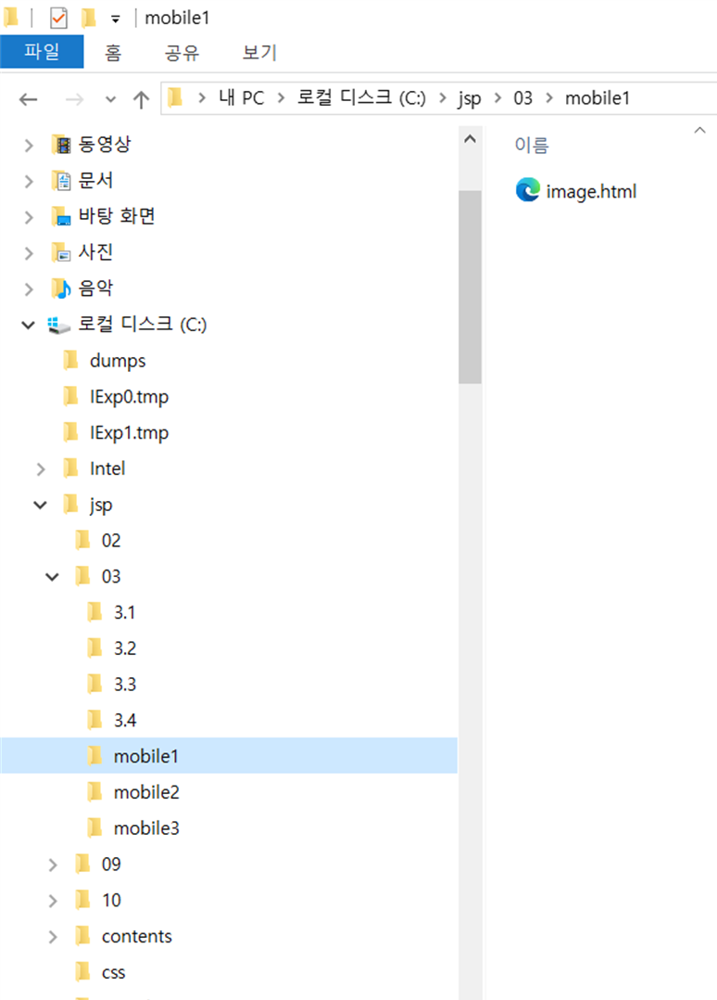 mobile1
파일 홈 공유 보기
내 PC 로컬 디스크 (C:) jsp 03 mobile1
동영상
문서
바탕 화면
사진
음악
로컬 디스크 (C:)
dumps
IExp0.tmp
IExp1.tmp
Intel
jsp
02
03
3.1
3.2
3.3
3.4
mobile1
mobile2
mobile3
09
10
contents
css
이름
image.html